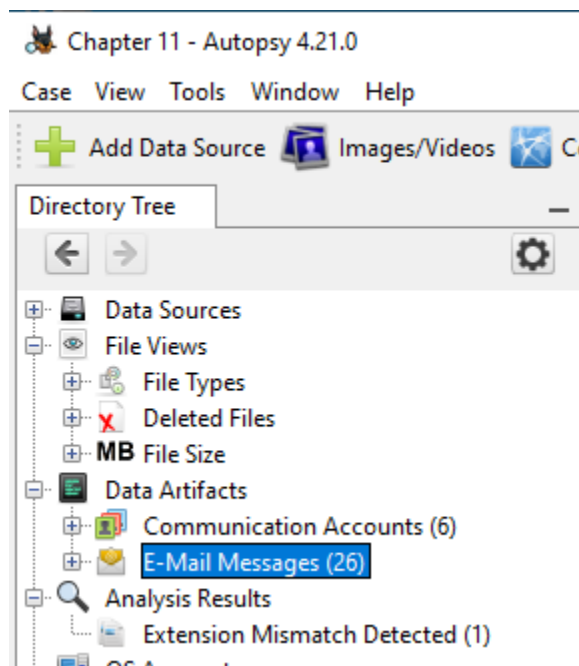 Chapter 11 - Autopsy 4.21.0
Case View Tools Window Help
Add Data Source Images/Videos
Directory Tree
Data Sources
File Views
File Types
Deleted Files
MB File Size
Data Artifacts
Communication Accounts (6)
E-Mail Messages (26)
Analysis Results
Extension Mismatch Detected (1)